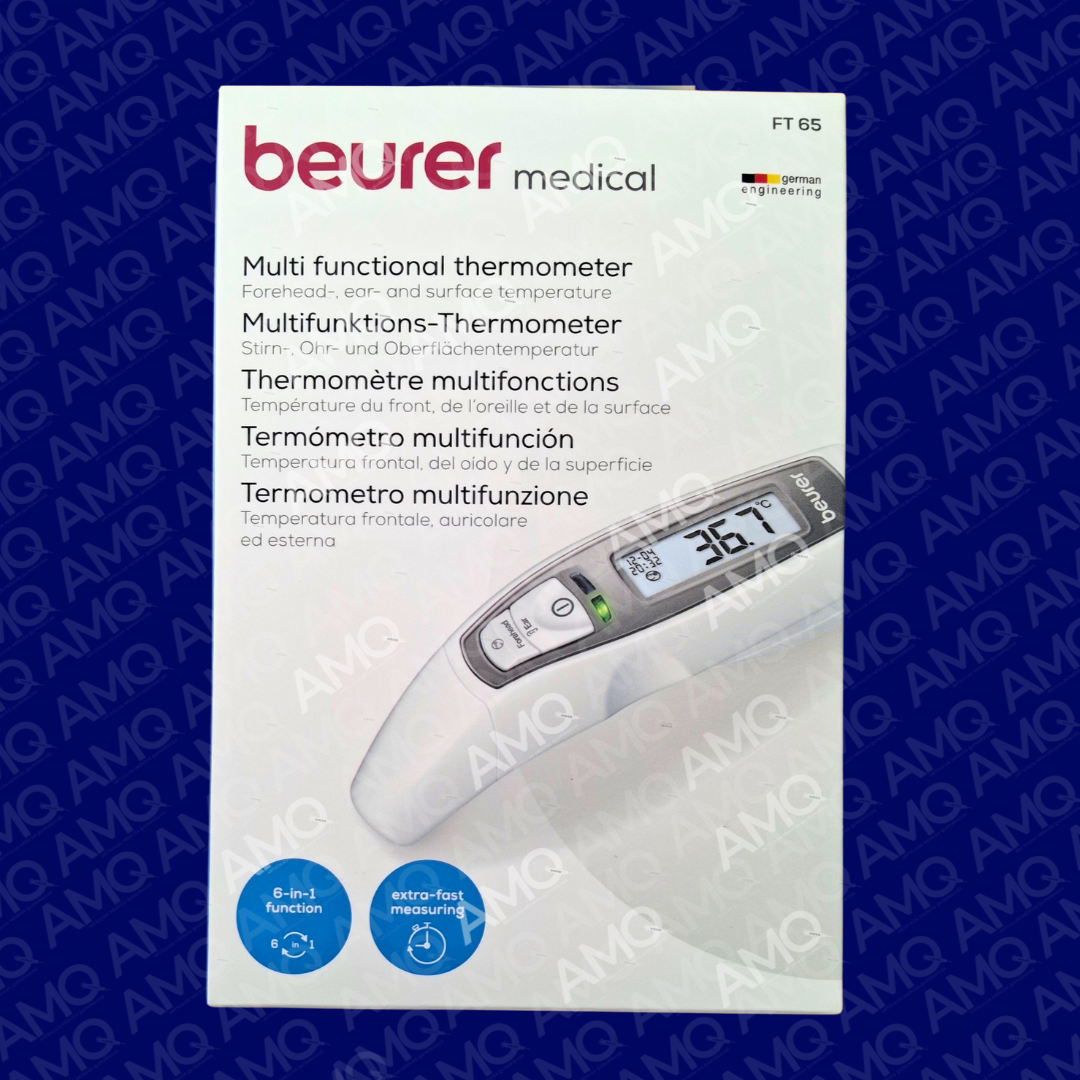 FT 65
beurer medical
german
engineering
Multi functional thermometer
Forehead-, ear- and surface temperature
Multifunktions-Thermometer
Stirn-, Ohr- und Oberflächentemperatur
Thermomètre multifonctions
Température du front, de l'oreille et de la surface
Termómetro multifunción
Temperatura frontal, del oído y de la superficie
Termometro multifunzione
Temperatura frontale, auricolare
ed esterna
beurer
36.7 °C
Ear
Forehead
6-in-1
function
6 in 1
extra-fast
measuring
AMQ